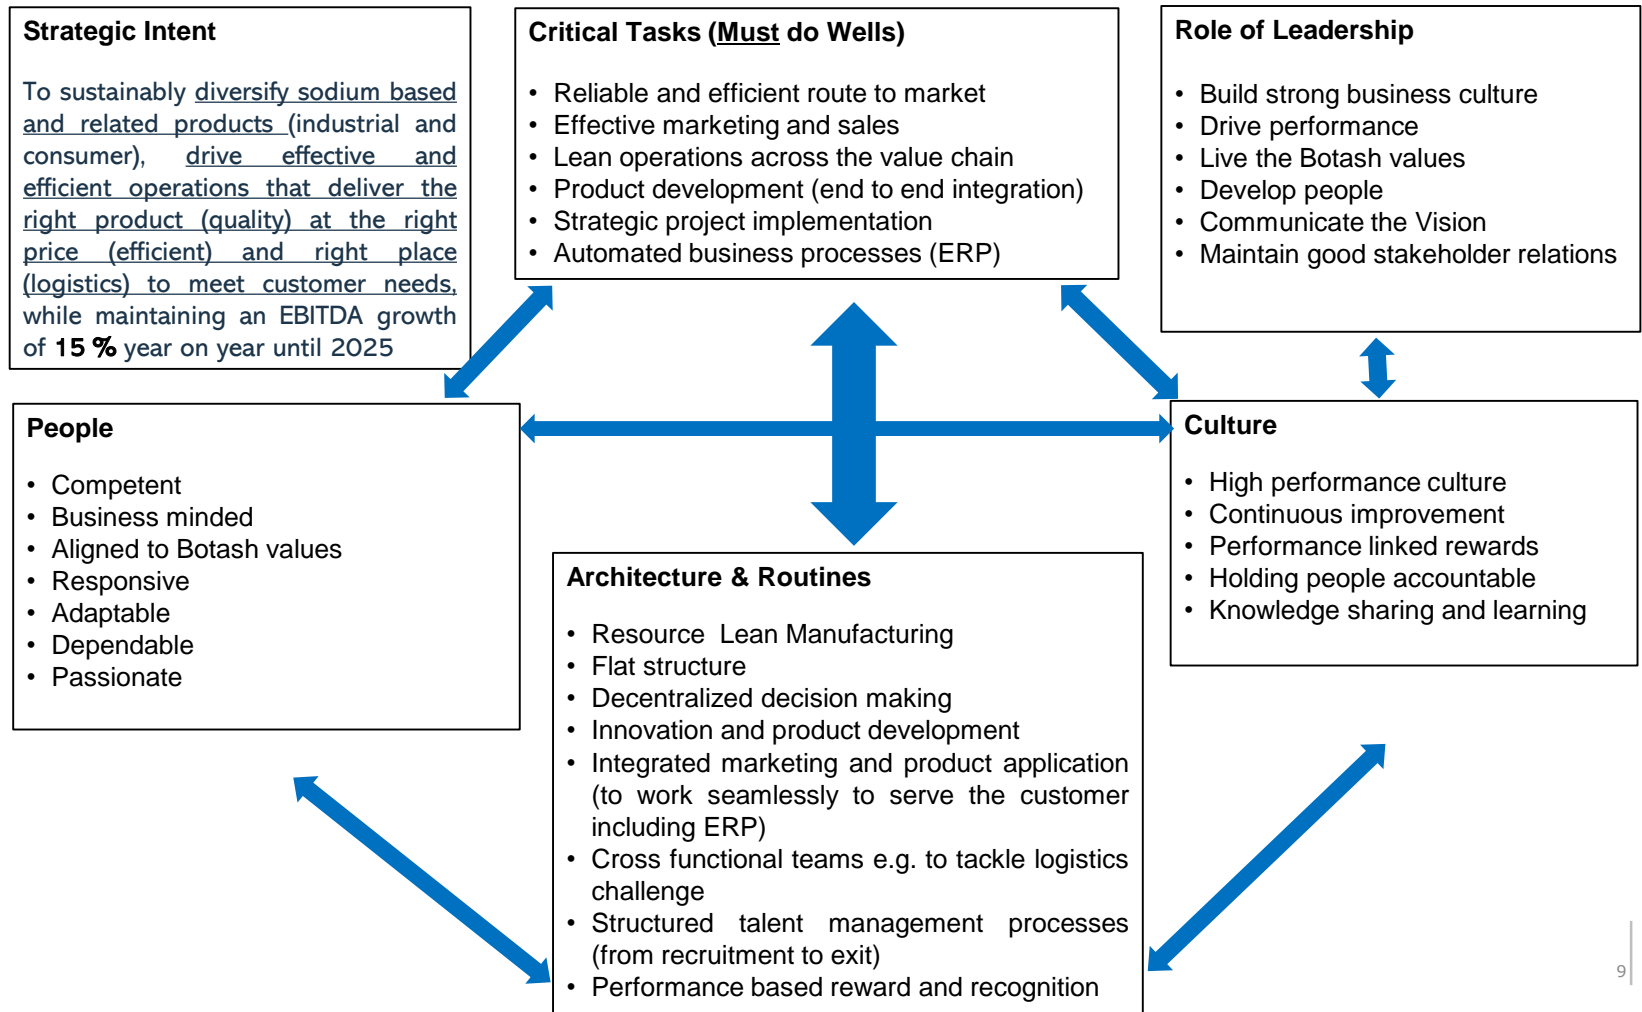 Strategic Intent
To sustainably diversify sodium based
and related products (industrial and
consumer), drive effective and
efficient operations that deliver the
right product (quality) at the right
price (efficient) and right place
(logistics) to meet customer needs,
while maintaining an EBITDA growth
of 15 % year on year until 2025
Critical Tasks (Must do Wells)
• Reliable and efficient route to market
• Effective marketing and sales
• Lean operations across the value chain
• Product development (end to end integration)
• Strategic project implementation
• Automated business processes (ERP)
Role of Leadership
• Build strong business culture
• Drive performance
• Live the Botash values
• Develop people
• Communicate the Vision
• Maintain good stakeholder relations
People
• Competent
• Business minded
• Aligned to Botash values
• Responsive
• Adaptable
• Dependable
• Passionate
Culture
• High performance culture
• Continuous improvement
• Performance linked rewards
• Holding people accountable
• Knowledge sharing and learning
Architecture & Routines
• Resource Lean Manufacturing
• Flat structure
• Decentralized decision making
• Innovation and product development
• Integrated marketing and product application
(to work seamlessly to serve the customer
including ERP)
• Cross functional teams e.g. to tackle logistics
challenge
• Structured talent management processes
(from recruitment to exit)
• Performance based reward and recognition
9